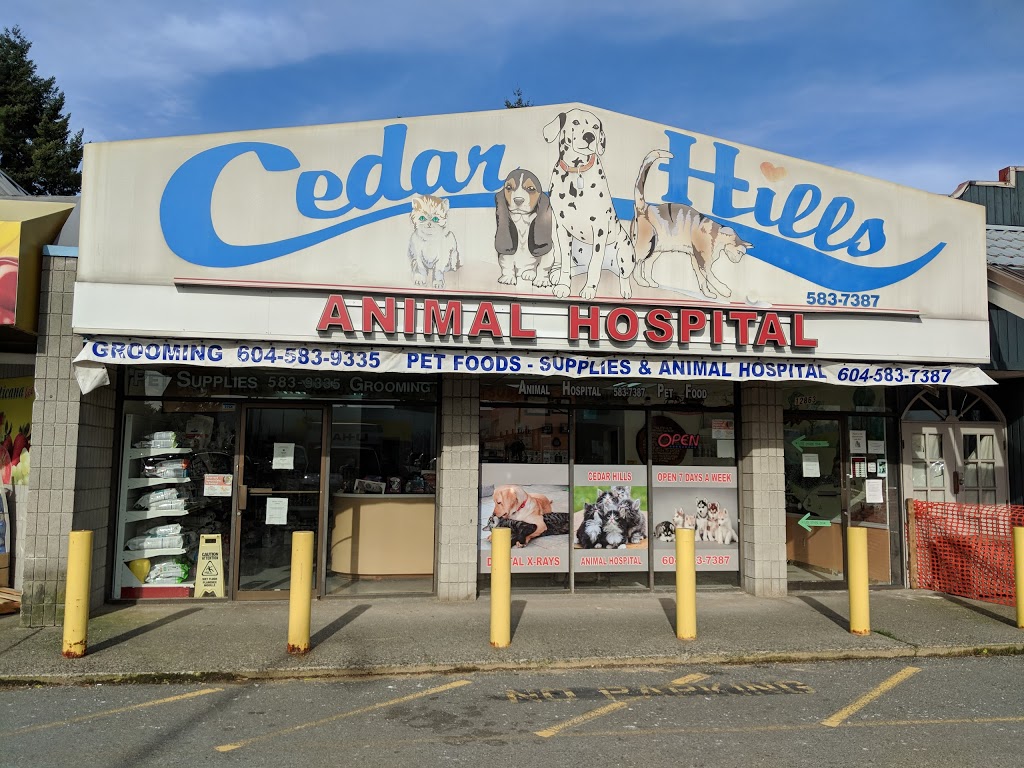 Cedar Hills
583-7387
ANIMAL HOSPITAL
GROOMING 604-583-9335 PET FOODS - SUPPLIES & ANIMAL HOSPITAL 604-583-7387
SUPPLIES 583-9335 GROOMING
ANIMAL HOSPITAL 583-7387 PET FOOD
OPEN
CEDAR HILLS
OPEN 7 DAYS A WEEK
X-RAYS
ANIMAL HOSPITAL
CAUTION
NO PARKING